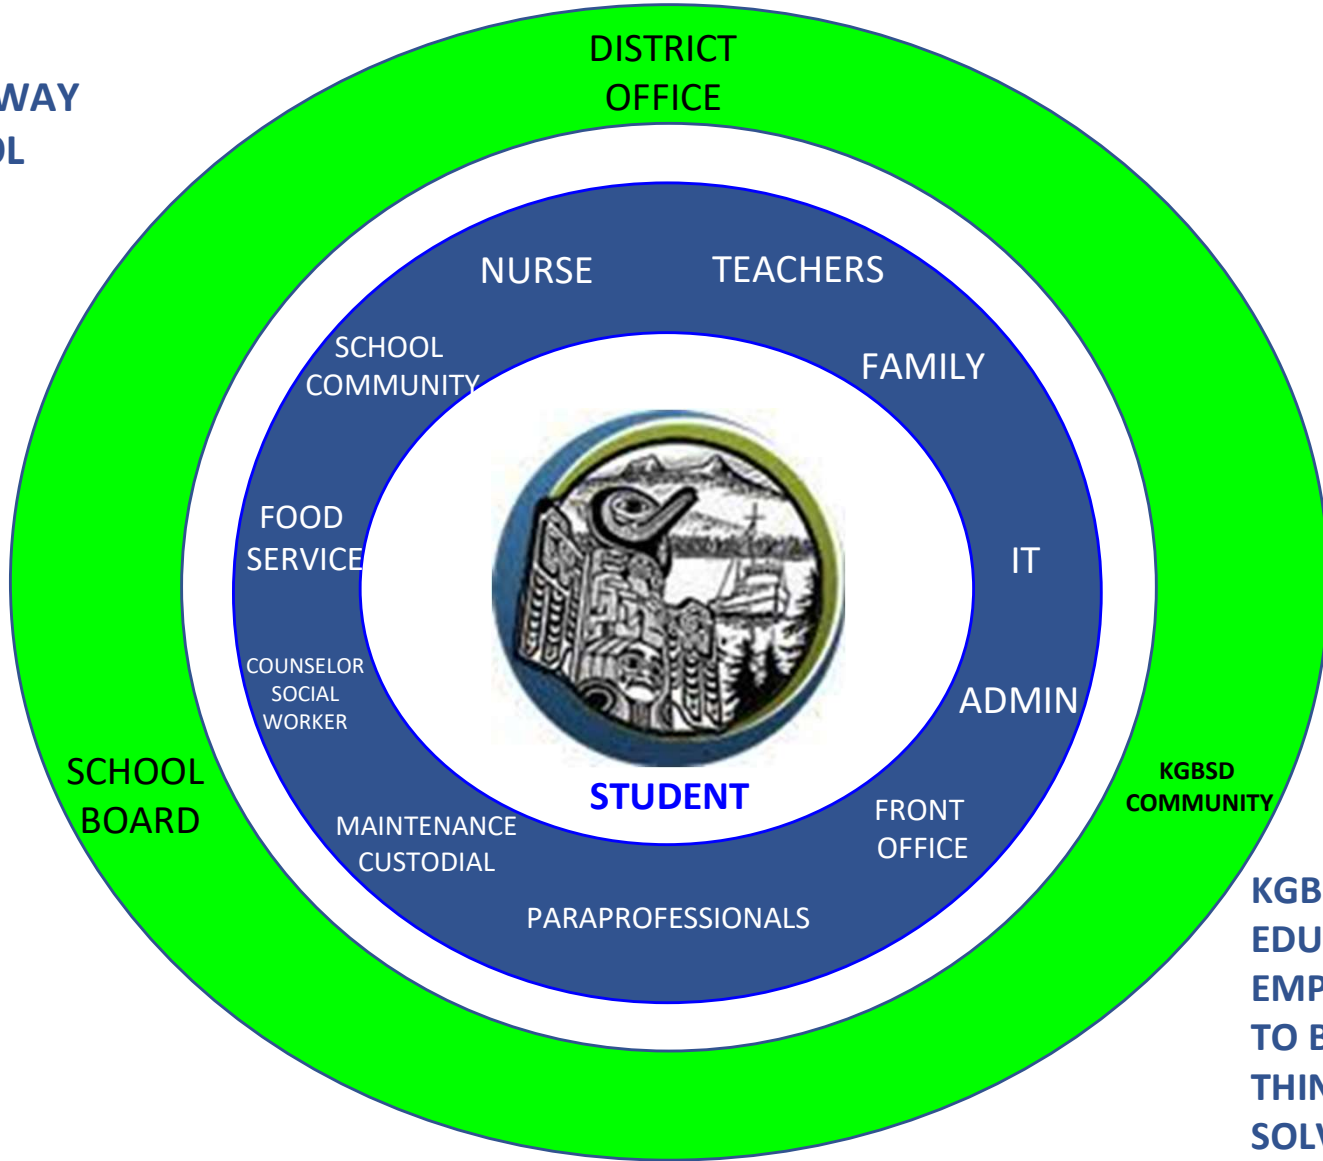 DISTRICT
OFFICE
WAY
OL
NURSE
TEACHERS
SCHOOL
COMMUNITY
FAMILY
FOOD
SERVICE
IT
COUNSELOR
SOCIAL
WORKER
ADMIN
SCHOOL
BOARD
KGBSD
COMMUNITY
STUDENT
FRONT
OFFICE
MAINTENANCE
CUSTODIAL
PARAPROFESSIONALS
KGB
EDU
EMP
TO B
THIN
SOLV